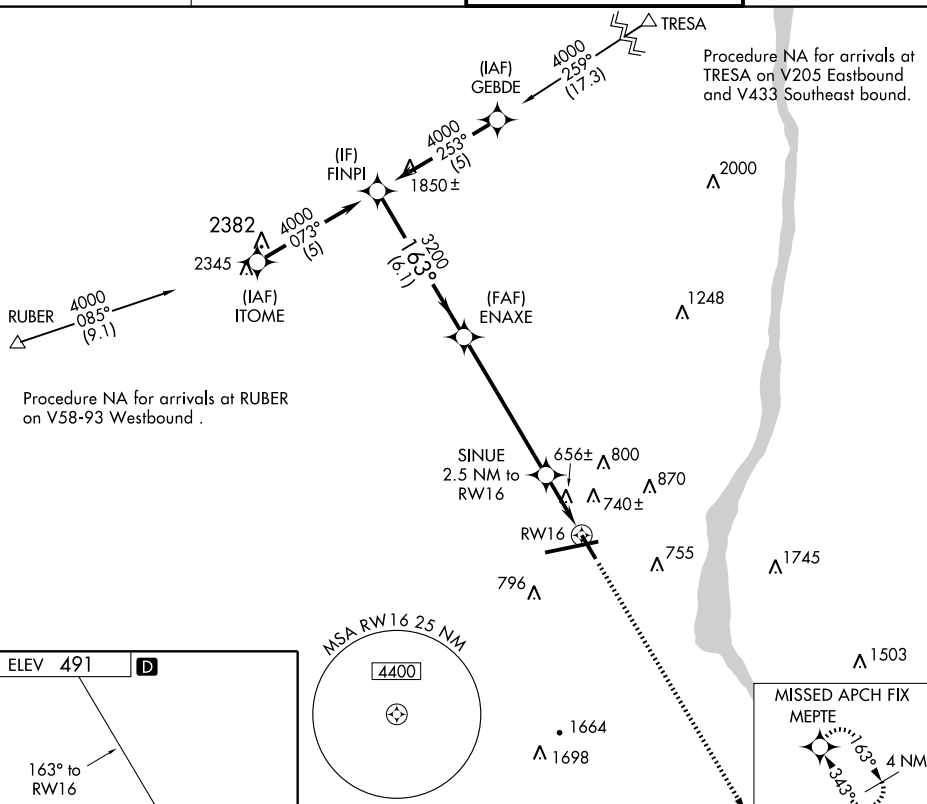 TRESA
4000
259°
(17.3)
Procedure NA for arrivals at
TRESA on V205 Eastbound
and V433 Southeast bound.
(IAF)
GEBDE
4000
253°
(5)
(IF)
FINPI
1850 ±
2000
2382
2345
4000
073°
(5)
(IAF)
ITOME
3200
163°
(6.1)
RUBER
4000
085°
(9.1)
(FAF)
ENAXE
1248
Procedure NA for arrivals at RUBER
on V58-93 Westbound .
SINUE
2.5 NM to
RW16
656±
800
870
740 ±
RW16
755
1745
796
MSA RW16 25 NM
4400
1503
ELEV 491 D
163° to
RW16
1664
1698
MISSED APCH FIX
MEPTE
163°
4 NM
343°